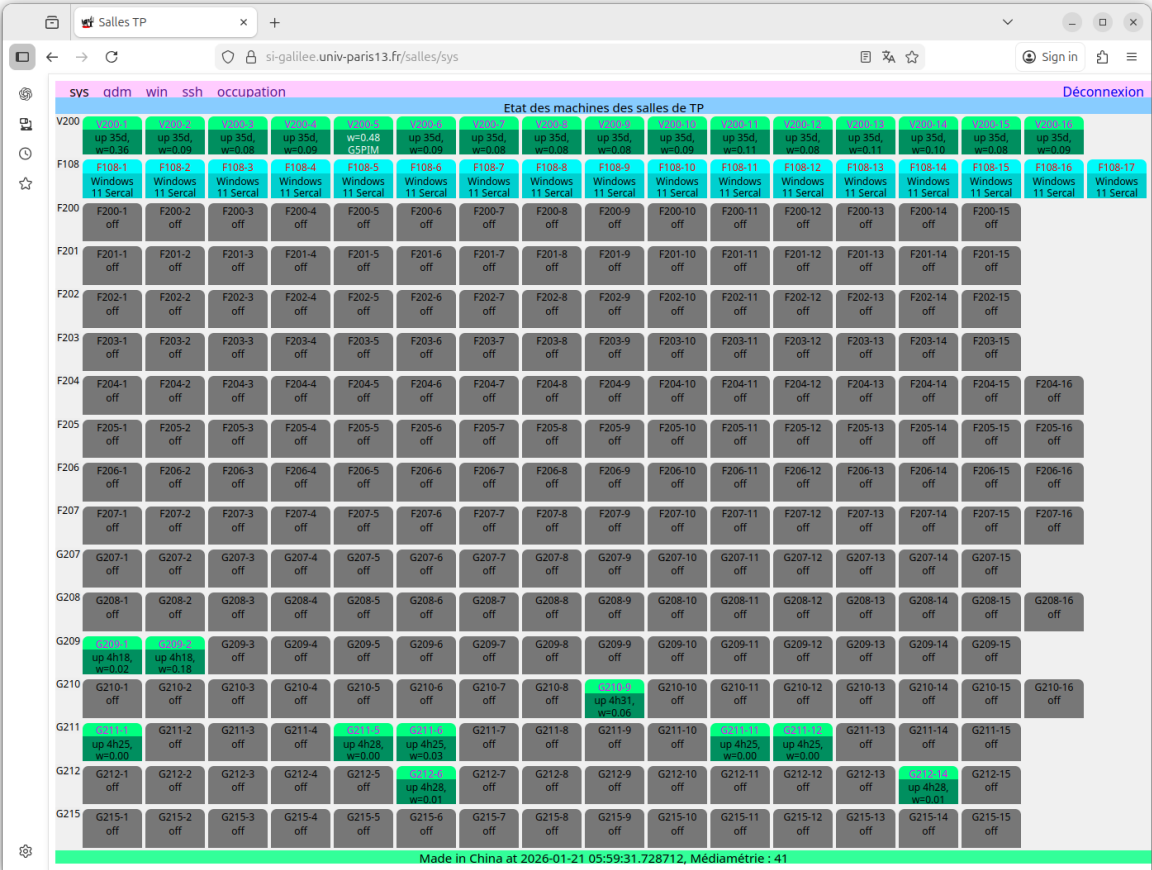 Salles TP
si-galilee.univ-paris13.fr/salles/sys
Sign in
sys gdm win ssh occupation Déconnexion
Etat des machines des salles de TP
V200 V200-1 V200-2 V200-3 V200-4 V200-5 V200-6 V200-7 V200-8 V200-9 V200-10 V200-11 V200-12 V200-13 V200-14 V200-15 V200-16
up 35d, up 35d, up 35d, up 35d, w=0.48 up 35d, up 35d, up 35d, up 35d, up 35d, up 35d, up 35d, up 35d, up 35d, up 35d, up 35d,
w=0.36 w=0.09 w=0.08 w=0.09 G5PIM w=0.09 w=0.08 w=0.08 w=0.08 w=0.09 w=0.11 w=0.08 w=0.11 w=0.10 w=0.08 w=0.09
F108 F108-1 F108-2 F108-3 F108-4 F108-5 F108-6 F108-7 F108-8 F108-9 F108-10 F108-11 F108-12 F108-13 F108-14 F108-15 F108-16 F108-17
Windows Windows Windows Windows Windows Windows Windows Windows Windows Windows Windows Windows Windows Windows Windows Windows Windows
11 Sercal 11 Sercal 11 Sercal 11 Sercal 11 Sercal 11 Sercal 11 Sercal 11 Sercal 11 Sercal 11 Sercal 11 Sercal 11 Sercal 11 Sercal 11 Sercal 11 Sercal 11 Sercal 11 Sercal
F200 F200-1 F200-2 F200-3 F200-4 F200-5 F200-6 F200-7 F200-8 F200-9 F200-10 F200-11 F200-12 F200-13 F200-14 F200-15
off off off off off off off off off off off off off off off
F201 F201-1 F201-2 F201-3 F201-4 F201-5 F201-6 F201-7 F201-8 F201-9 F201-10 F201-11 F201-12 F201-13 F201-14 F201-15
off off off off off off off off off off off off off off off
F202 F202-1 F202-2 F202-3 F202-4 F202-5 F202-6 F202-7 F202-8 F202-9 F202-10 F202-11 F202-12 F202-13 F202-14 F202-15
off off off off off off off off off off off off off off off
F203 F203-1 F203-2 F203-3 F203-4 F203-5 F203-6 F203-7 F203-8 F203-9 F203-10 F203-11 F203-12 F203-13 F203-14 F203-15
off off off off off off off off off off off off off off off
F204 F204-1 F204-2 F204-3 F204-4 F204-5 F204-6 F204-7 F204-8 F204-9 F204-10 F204-11 F204-12 F204-13 F204-14 F204-15 F204-16
off off off off off off off off off off off off off off off off
F205 F205-1 F205-2 F205-3 F205-4 F205-5 F205-6 F205-7 F205-8 F205-9 F205-10 F205-11 F205-12 F205-13 F205-14 F205-15 F205-16
off off off off off off off off off off off off off off off off
F206 F206-1 F206-2 F206-3 F206-4 F206-5 F206-6 F206-7 F206-8 F206-9 F206-10 F206-11 F206-12 F206-13 F206-14 F206-15 F206-16
off off off off off off off off off off off off off off off off
F207 F207-1 F207-2 F207-3 F207-4 F207-5 F207-6 F207-7 F207-8 F207-9 F207-10 F207-11 F207-12 F207-13 F207-14 F207-15 F207-16
off off off off off off off off off off off off off off off off
G207 G207-1 G207-2 G207-3 G207-4 G207-5 G207-6 G207-7 G207-8 G207-9 G207-10 G207-11 G207-12 G207-13 G207-14 G207-15
off off off off off off off off off off off off off off off
G208 G208-1 G208-2 G208-3 G208-4 G208-5 G208-6 G208-7 G208-8 G208-9 G208-10 G208-11 G208-12 G208-13 G208-14 G208-15 G208-16
off off off off off off off off off off off off off off off off
G209 G209-1 G209-2 G209-3 G209-4 G209-5 G209-6 G209-7 G209-8 G209-9 G209-10 G209-11 G209-12 G209-13 G209-14 G209-15
up 4h18, up 4h18, off off off off off off off off off off off off off
w=0.02 w=0.18
G210 G210-1 G210-2 G210-3 G210-4 G210-5 G210-6 G210-7 G210-8 G210-9 G210-10 G210-11 G210-12 G210-13 G210-14 G210-15 G210-16
off off off off off off off off up 4h31, off off off off off off off
w=0.06
G211 G211-1 G211-2 G211-3 G211-4 G211-5 G211-6 G211-7 G211-8 G211-9 G211-10 G211-11 G211-12 G211-13 G211-14 G211-15
up 4h25, off off off up 4h28, up 4h25, off off off off up 4h25, up 4h25, off off off
w=0.00 w=0.00 w=0.03 w=0.00 w=0.00
G212 G212-1 G212-2 G212-3 G212-4 G212-5 G212-6 G212-7 G212-8 G212-9 G212-10 G212-11 G212-12 G212-13 G212-14 G212-15
off off off off off up 4h28, off off off off off off off up 4h28, off
w=0.01 w=0.01
G215 G215-1 G215-2 G215-3 G215-4 G215-5 G215-6 G215-7 G215-8 G215-9 G215-10 G215-11 G215-12 G215-13 G215-14 G215-15
off off off off off off off off off off off off off off off
Made in China at 2026-01-21 05:59:31.728712, Médiamétrie : 41